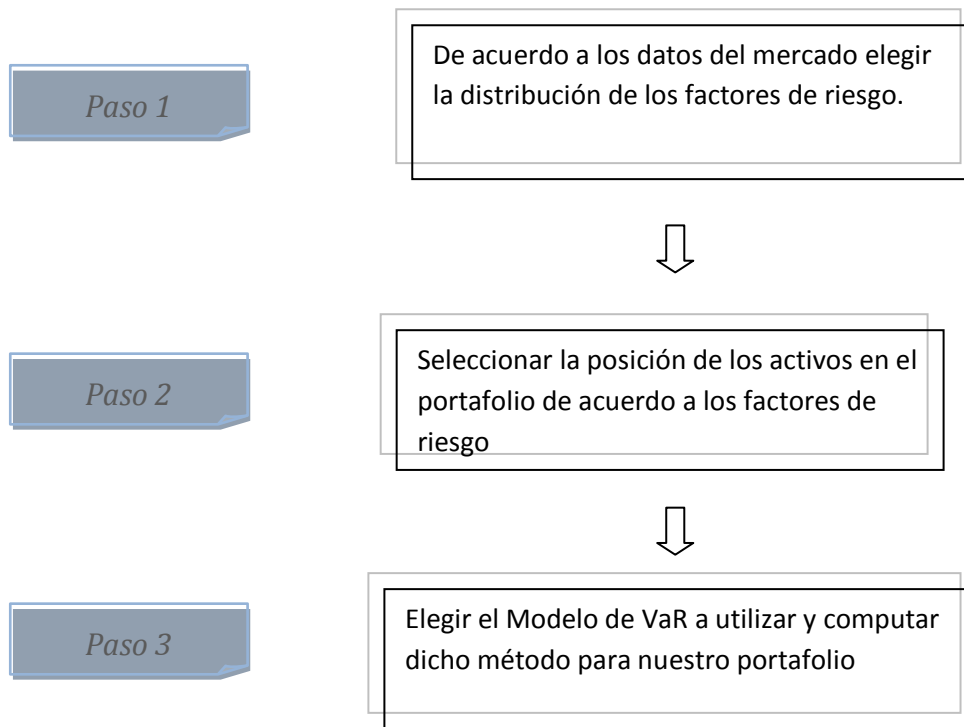 Paso 1
De acuerdo a los datos del mercado elegir
la distribución de los factores de riesgo.
Paso 2
Seleccionar la posición de los activos en el
portafolio de acuerdo a los factores de
riesgo
Paso 3
Elegir el Modelo de VaR a utilizar y computar
dicho método para nuestro portafolio